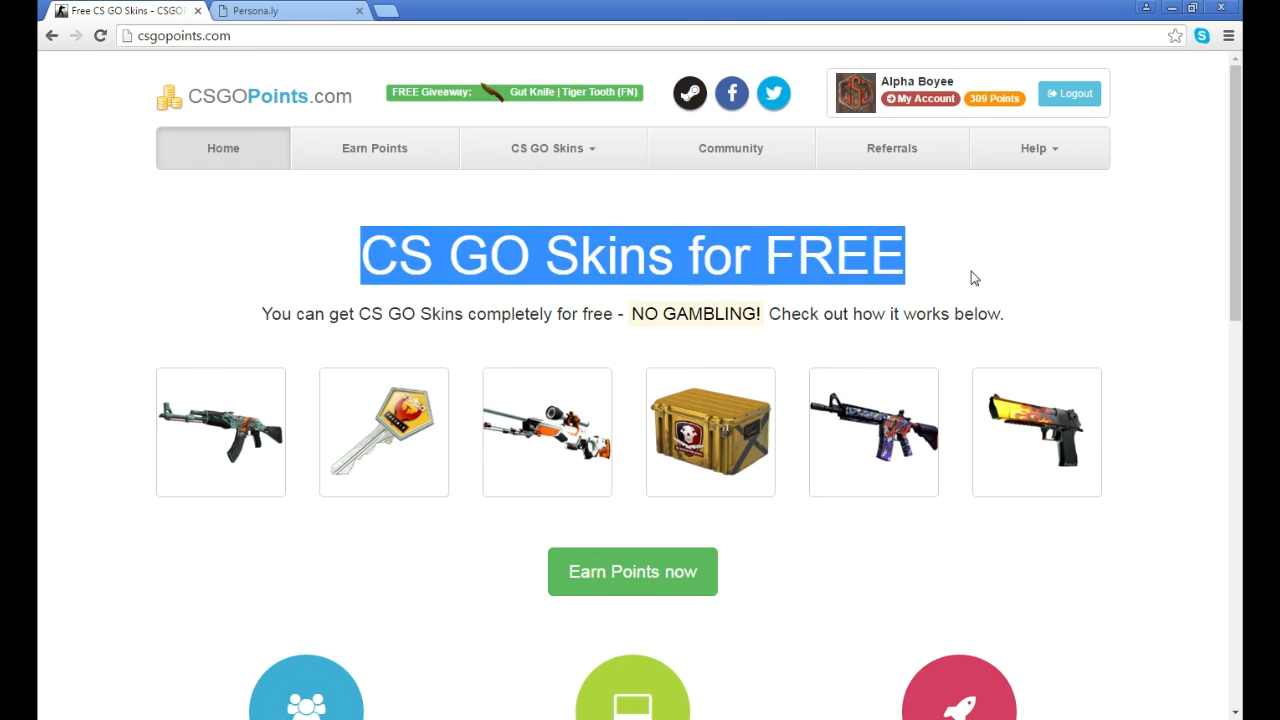 Free CS GO Skins - CSGOP
Persona.ly
csgopoints.com
CSGOPoints.com
FREE Giveaway: Gut Knife | Tiger Tooth (FN)
Alpha Boyee
My Account 309 Points
Logout
Home Earn Points CS GO Skins Community Referrals Help
CS GO Skins for FREE
You can get CS GO Skins completely for free - NO GAMBLING! Check out how it works below.
Earn Points now